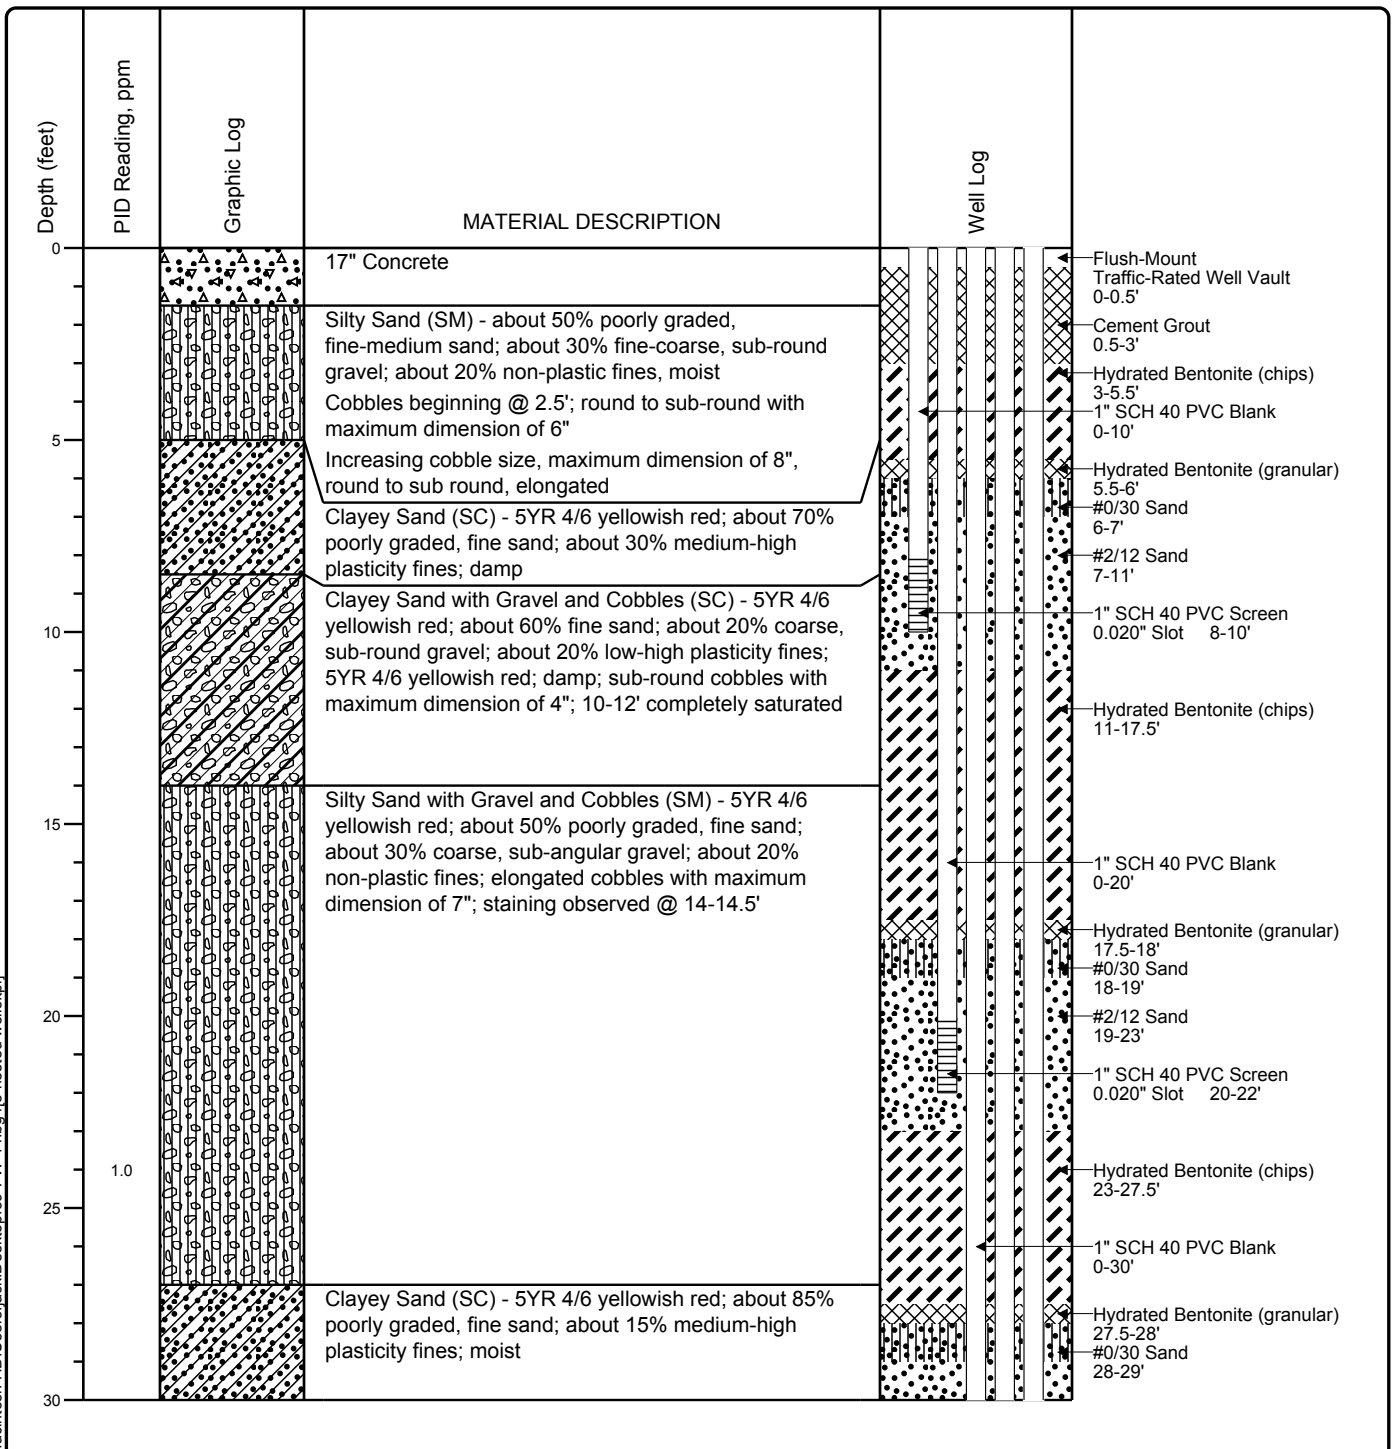 Depth (feet)
PID Reading, ppm
Graphic Log
MATERIAL DESCRIPTION
Well Log
0
5
10
15
20
25
30
1.0
17" Concrete
Silty Sand (SM) - about 50% poorly graded,
fine-medium sand; about 30% fine-coarse, sub-round
gravel; about 20% non-plastic fines, moist
Cobbles beginning @ 2.5'; round to sub-round with
maximum dimension of 6"
Increasing cobble size, maximum dimension of 8",
round to sub round, elongated
Clayey Sand (SC) - 5YR 4/6 yellowish red; about 70%
poorly graded, fine sand; about 30% medium-high
plasticity fines; damp
Clayey Sand with Gravel and Cobbles (SC) - 5YR 4/6
yellowish red; about 60% fine sand; about 20% coarse,
sub-round gravel; about 20% low-high plasticity fines;
5YR 4/6 yellowish red; damp; sub-round cobbles with
maximum dimension of 4"; 10-12' completely saturated
Silty Sand with Gravel and Cobbles (SM) - 5YR 4/6
yellowish red; about 50% poorly graded, fine sand;
about 30% coarse, sub-angular gravel; about 20%
non-plastic fines; elongated cobbles with maximum
dimension of 7"; staining observed @ 14-14.5'
Clayey Sand (SC) - 5YR 4/6 yellowish red; about 85%
poorly graded, fine sand; about 15% medium-high
plasticity fines; moist
Flush-Mount
Traffic-Rated Well Vault
0-0.5'
Cement Grout
0.5-3'
Hydrated Bentonite (chips)
3-5.5'
1" SCH 40 PVC Blank
0-10'
Hydrated Bentonite (granular)
5.5-6'
#0/30 Sand
6-7'
#2/12 Sand
7-11'
1" SCH 40 PVC Screen
0.020" Slot 8-10'
Hydrated Bentonite (chips)
11-17.5'
1" SCH 40 PVC Blank
0-20'
Hydrated Bentonite (granular)
17.5-18'
#0/30 Sand
18-19'
#2/12 Sand
19-23'
1" SCH 40 PVC Screen
0.020" Slot 20-22'
Hydrated Bentonite (chips)
23-27.5'
1" SCH 40 PVC Blank
0-30'
Hydrated Bentonite (granular)
27.5-28'
#0/30 Sand
28-29'